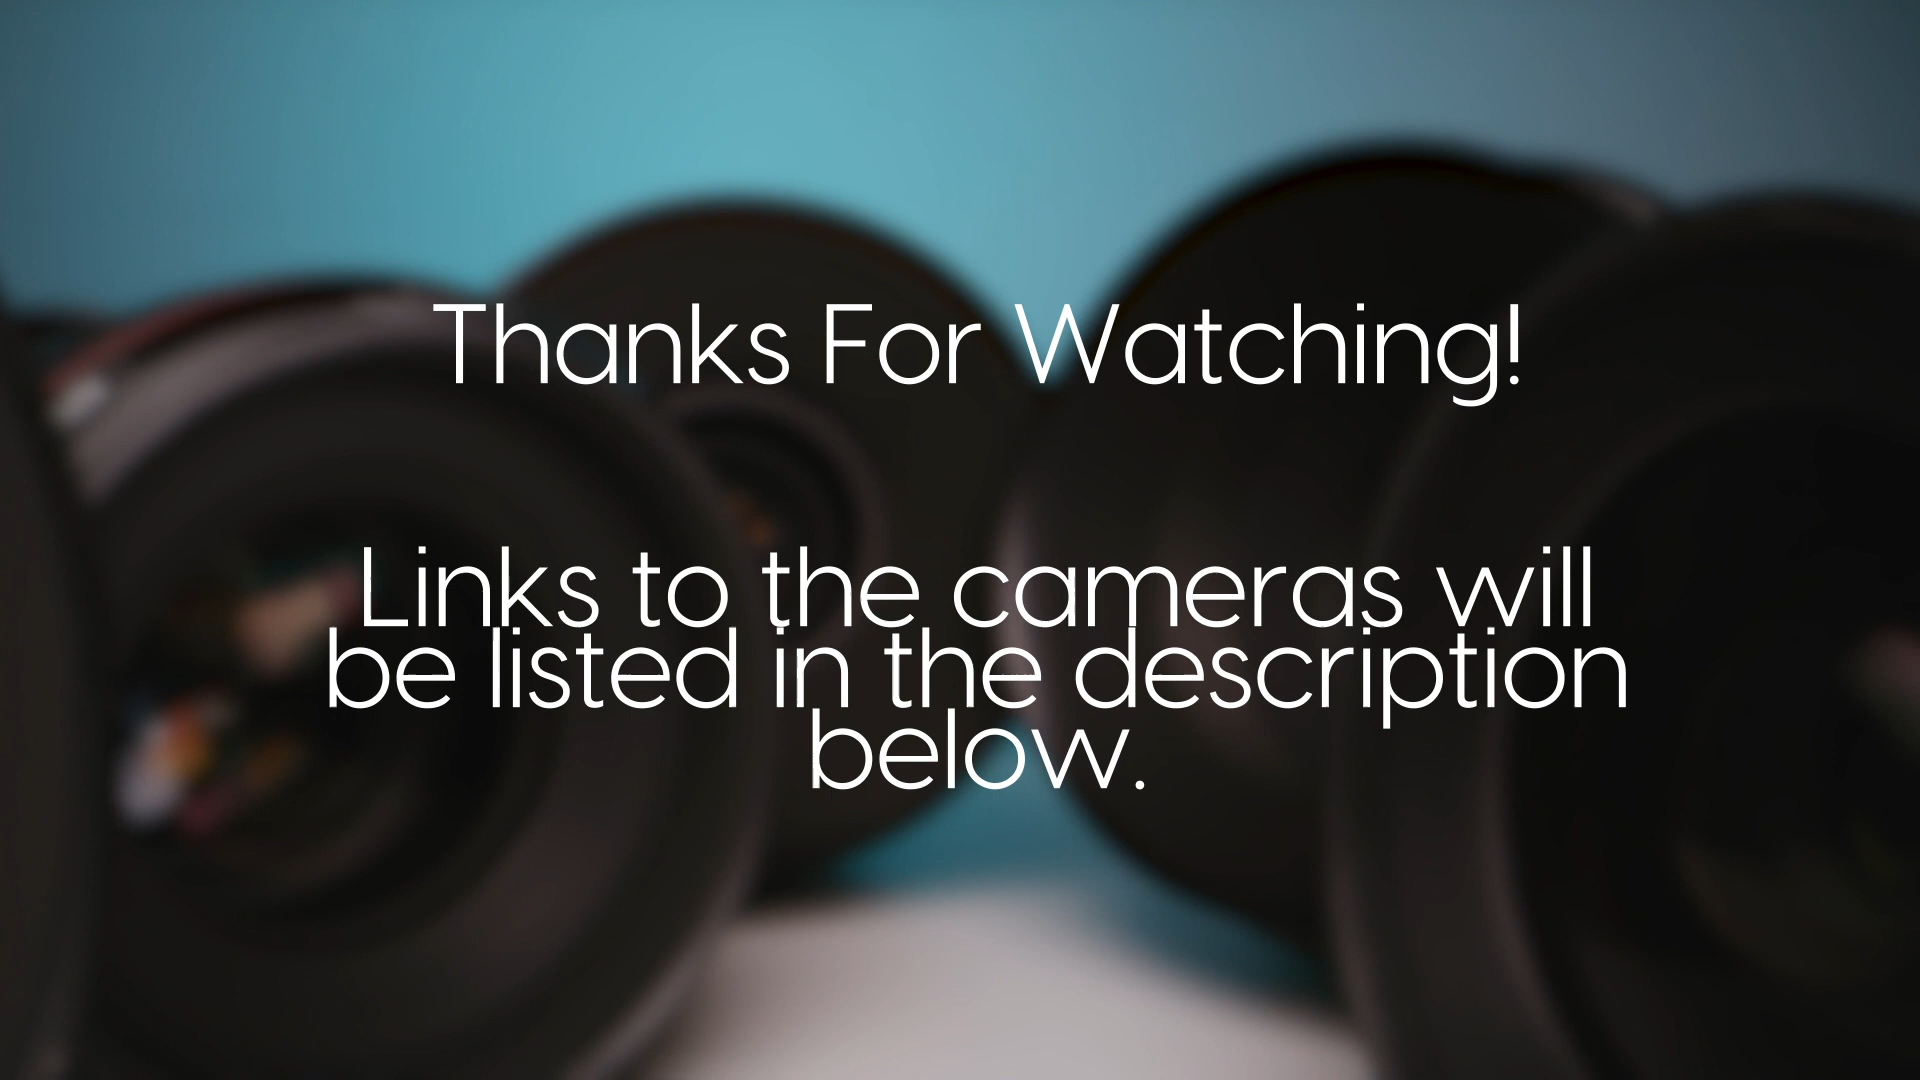 Thanks For Watching!
Links to the cameras will
be listed in the description
below.